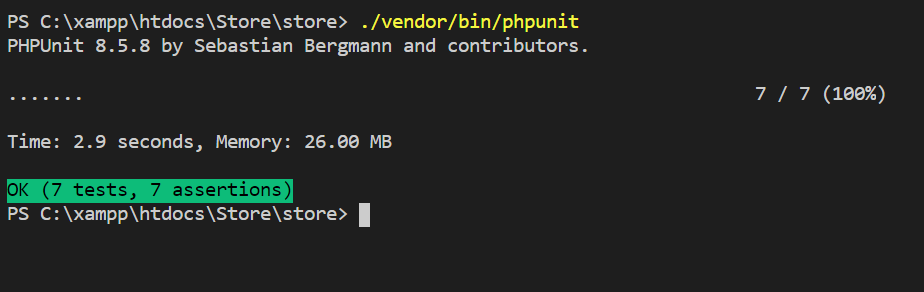 PS C:\xampp\htdocs\Store\store> ./vendor/bin/phpunit
PHPUnit 8.5.8 by Sebastian Bergmann and contributors.
....... 7 / 7 (100%)
Time: 2.9 seconds, Memory: 26.00 MB
OK (7 tests, 7 assertions)
PS C:\xampp\htdocs\Store\store>